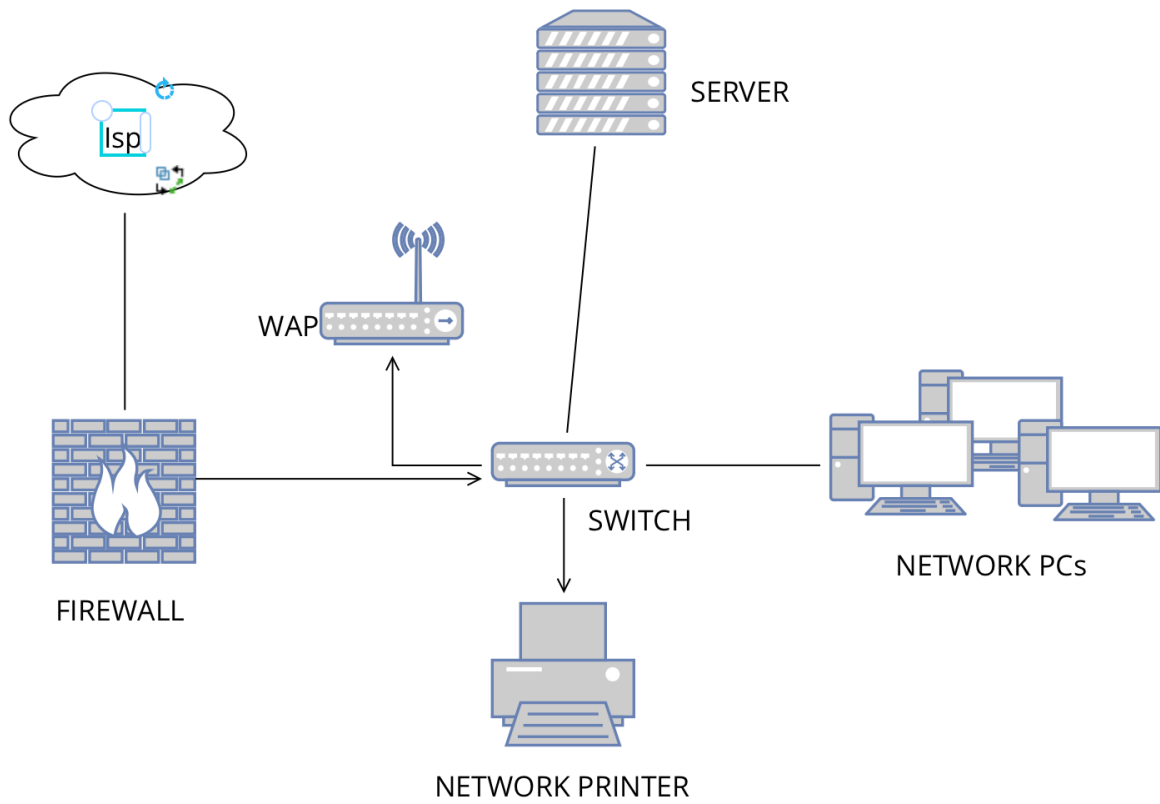 SERVER
Isp
WAP
SWITCH
NETWORK PCs
FIREWALL
NETWORK PRINTER